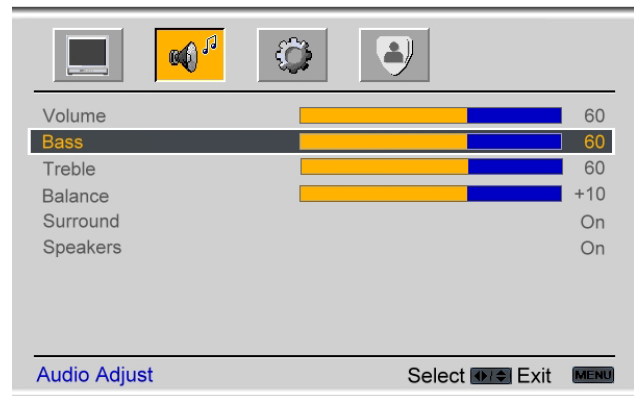 Volume 60
Bass 60
Treble 60
Balance +10
Surround On
Speakers On
Audio Adjust Select Exit MENU